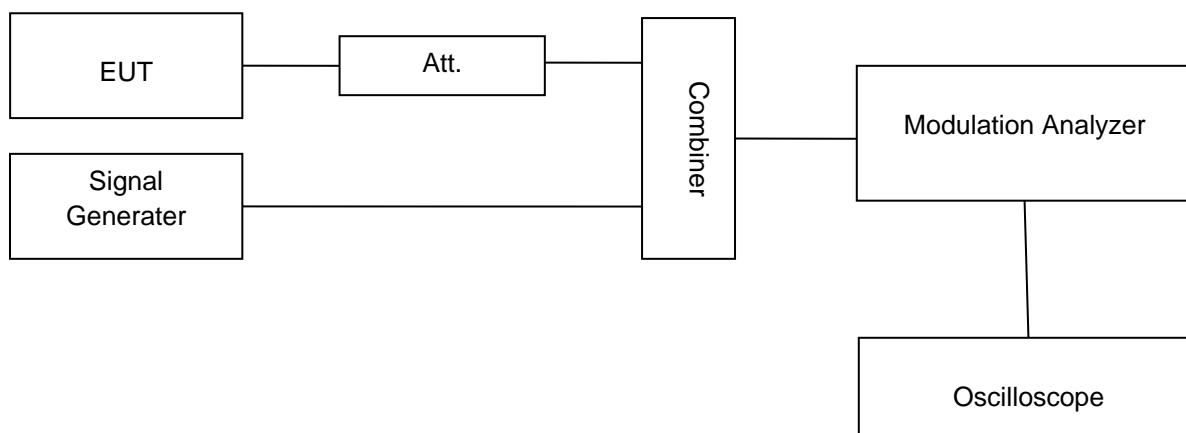 EUT
Att.
Signal
Generater
Combiner
Modulation Analyzer
Oscilloscope